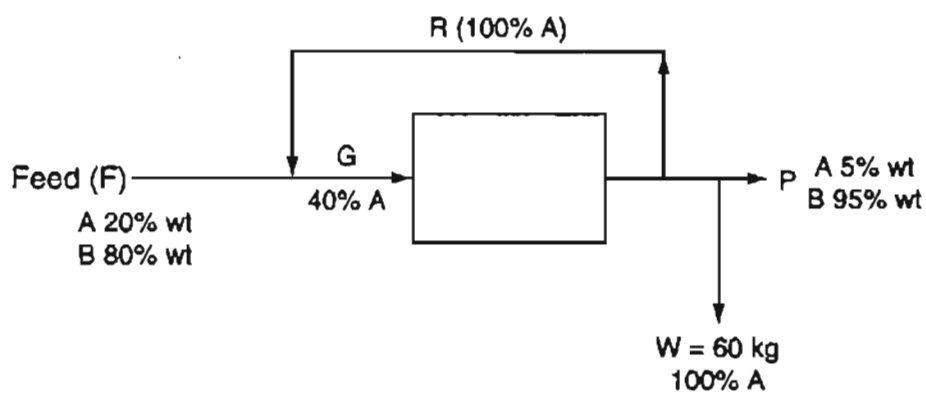 R (100% A)
Feed (F)
G
40% A
A 20% wt
B 80% wt
P
A 5% wt
B 95% wt
W = 60 kg
100% A